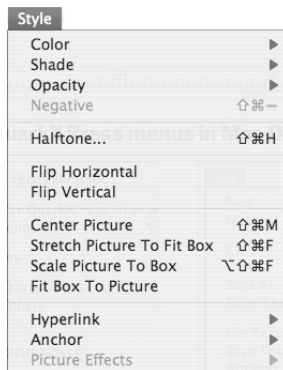 Style
Color ▶
Shade ▶
Opacity ▶
Negative ⇧⌘–
Halftone... ⇧⌘H
Flip Horizontal
Flip Vertical
Center Picture ⇧⌘M
Stretch Picture To Fit Box ⇧⌘F
Scale Picture To Box ⌥⇧⌘F
Fit Box To Picture
Hyperlink ▶
Anchor ▶
Picture Effects ▶